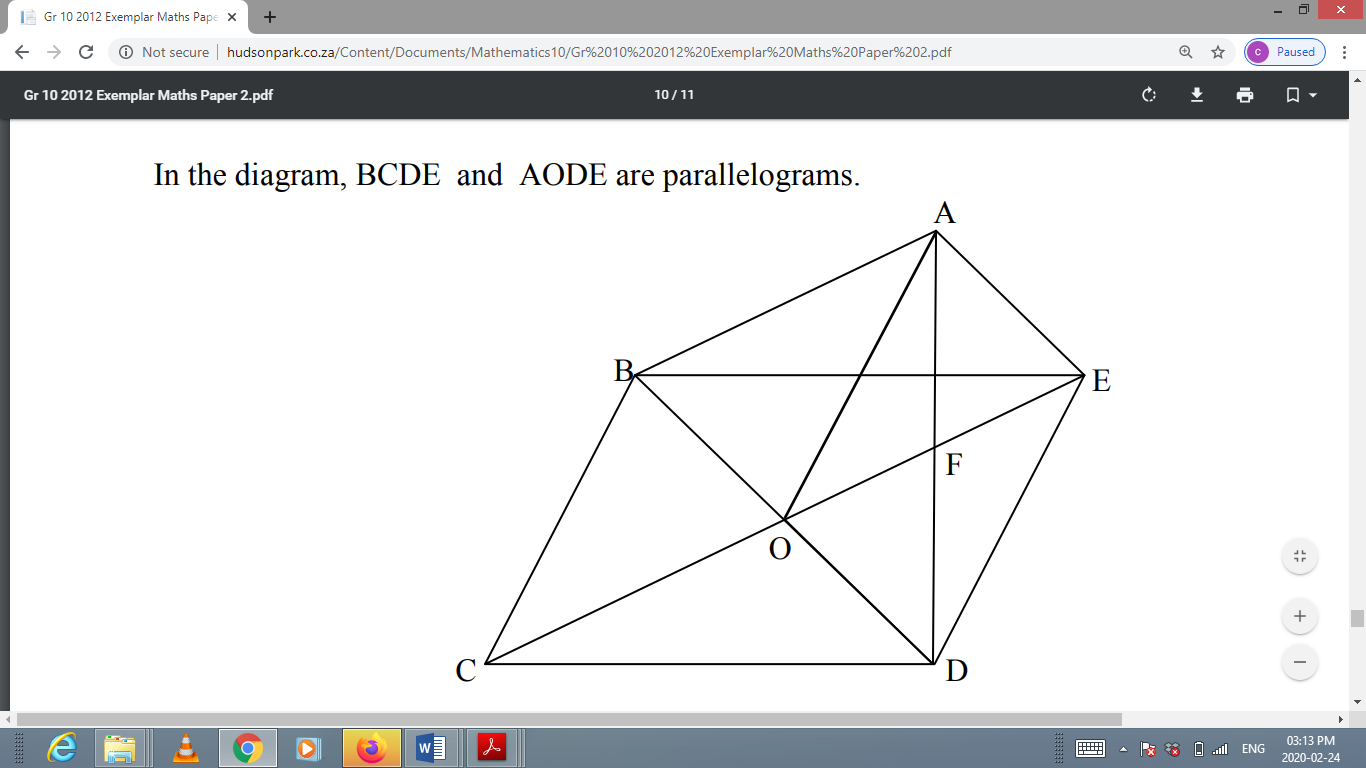 Gr 10 2012 Exemplar Maths Pape
Not secure
hudsonpark.co.za/Content/Documents/Mathematics10/Gr%2010%202012%20Exemplar%20Maths%20Paper%202.pdf
C
Paused
Gr 10 2012 Exemplar Maths Paper 2.pdf
10 / 11
In the diagram, BCDE and AODE are parallelograms.
A
B
E
F
O
C
D
ENG
03:13 PM
2020-02-24